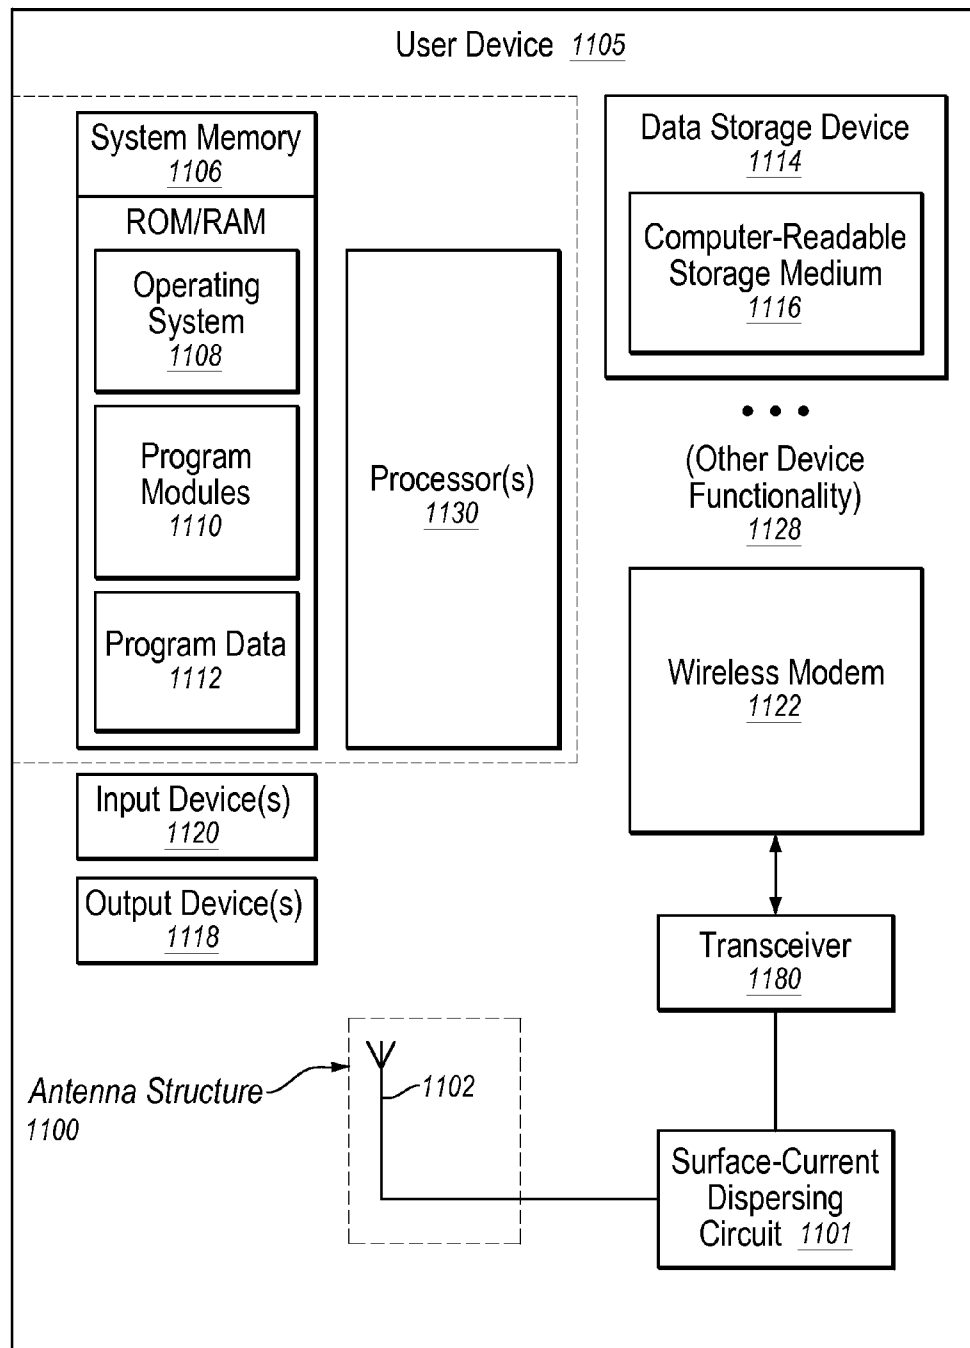 User Device 1105
System Memory
1106
ROM/RAM
Operating
System
1108
Program
Modules
1110
Program Data
1112
Processor(s)
1130
Data Storage Device
1114
Computer-Readable
Storage Medium
1116
• • •
(Other Device
Functionality)
1128
Wireless Modem
1122
Input Device(s)
1120
Output Device(s)
1118
Transceiver
1180
Antenna Structure
1100
1102
Surface-Current
Dispersing
Circuit 1101